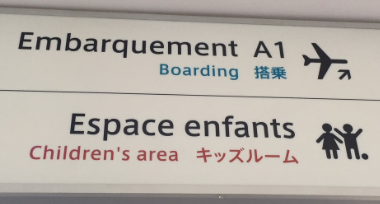 Embarquement A1
Boarding 搭乗
Espace enfants
Children's area キッズルーム